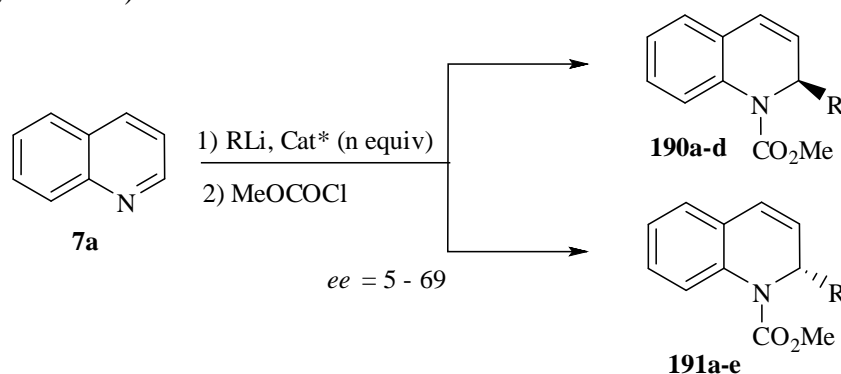 N
7a
1) RLi, Cat* (n equiv)
2) MeOCOCl
ee = 5 - 69
N
R
CO2Me
190a-d
N
R
CO2Me
191a-e